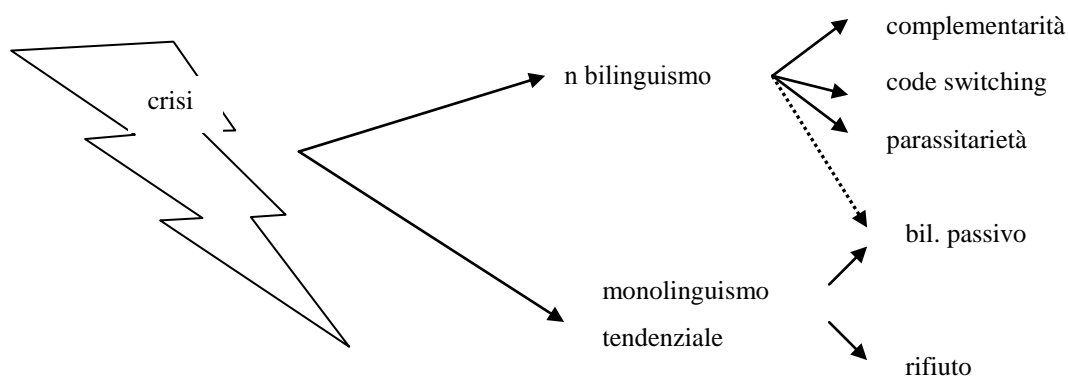 crisi
n bilinguismo
complementarità
code switching
parassitarietà
bil. passivo
monolinguismo
tendenziale
rifiuto